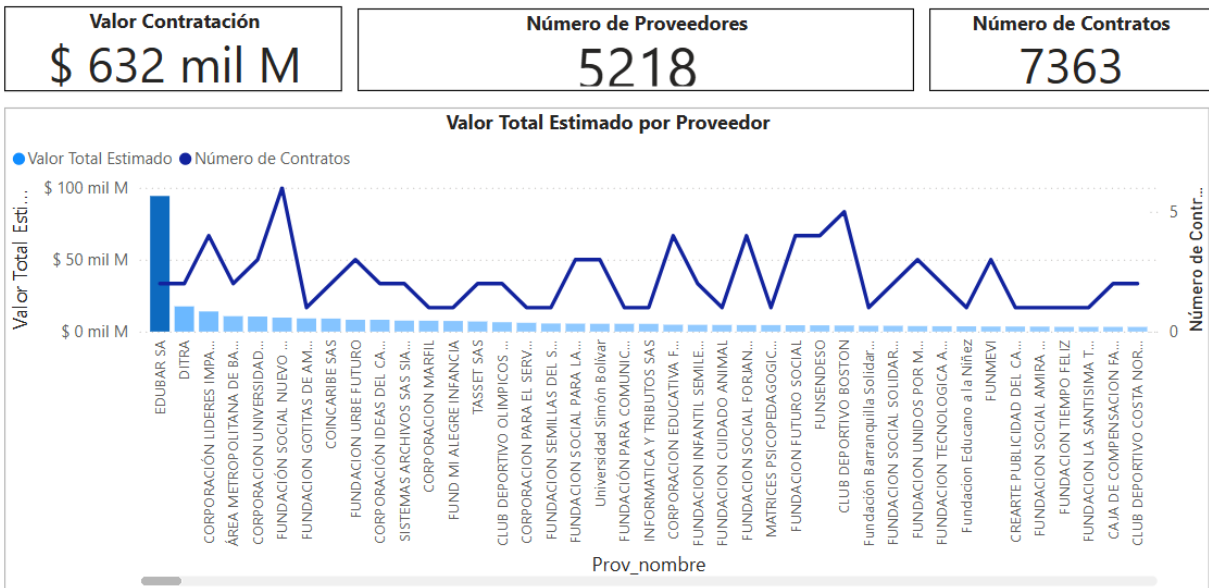 Valor Contratación
$ 632 mil M
Número de Proveedores
5218
Número de Contratos
7363
Valor Total Estimado por Proveedor
Valor Total Estimado
Número de Contratos
Valor Total Esti...
$ 100 mil M
$ 50 mil M
$ 0 mil M
5
0
Número de Contr...
EDUBAR SA
DITRA
CORPORACIÓN LIDERES IMPA...
ÁREA METROPOLITANA DE BA...
CORPORACION UNIVERSIDAD...
FUNDACIÓN SOCIAL NUEVO ...
FUNDACION GOTITAS DE AM...
COINCARIBE SAS
FUNDACION URBE FUTURO
CORPORACIÓN IDEAS DEL CA...
SISTEMAS ARCHIVOS SAS SIA...
CORPORACION MARFIL
FUND MI ALEGRE INFANCIA
TASSET SAS
CLUB DEPORTIVO OLIMPICOS ...
CORPORACIÓN PARA EL SERV...
FUNDACION SEMILLAS DEL S...
FUNDACION SOCIAL PARA LA...
Universidad Simón Bolívar
FUNDACIÓN PARA COMUNIC...
INFORMATICA Y TRIBUTOS SAS
CORPORACION EDUCATIVA F...
FUNDACION INFANTIL SEMILE...
FUNDACION CUIDADO ANIMAL
FUNDACION SOCIAL FORJAN...
MATRICES PSICOPEDAGOGIC...
FUNDACION FUTURO SOCIAL
FUNSENDESO
CLUB DEPORTIVO BOSTON
Fundación Barranquilla Solidar...
FUNDACION SOCIAL SOLIDAR...
FUNDACION UNIDOS POR M...
FUNDACION TECNOLOGICA A...
Fundacion Educano a la Niñez
FUNMEVI
CREARTE PUBLICIDAD DEL CA...
FUNDACION SOCIAL AMIRA ...
FUNDACION TIEMPO FELIZ
FUNDACION LA SANTISIMA T...
CAJA DE COMPENSACION FA...
CLUB DEPORTIVO COSTA NOR...
Prov_nombre